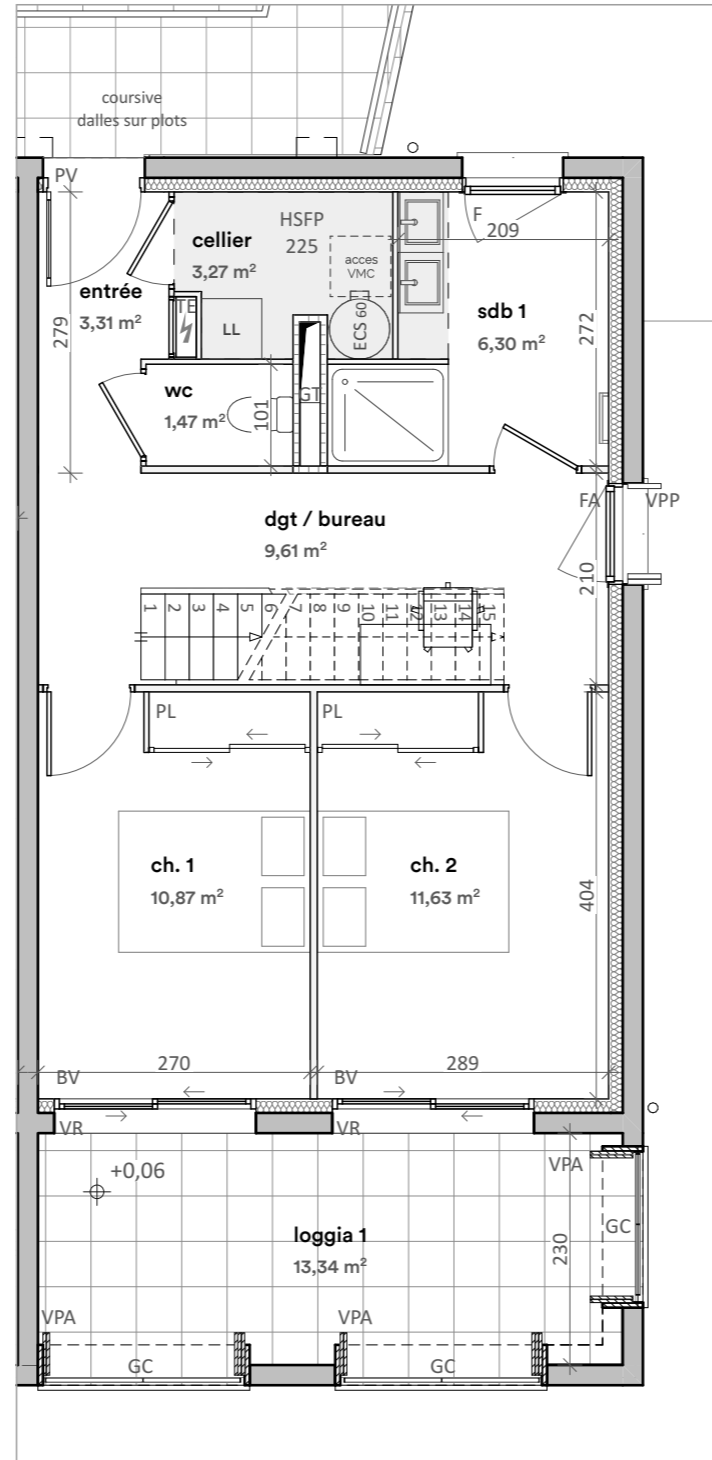 coursive
dalles sur plots
PV
HSFP
225
F
209
cellier
3,27 m²
acces
VMC
entrée
3,31 m²
TE
LL
ECS 60
sdb 1
6,30 m²
279
272
wc
1,47 m²
101
GT
dgt / bureau
9,61 m²
FA
VPP
210
1 2 3 4 5 6 7 8 9 10 11 12 13 14 15
PL
PL
ch. 1
10,87 m²
ch. 2
11,63 m²
404
270
289
BV
BV
VR
VR
+0,06
VPA
GC
loggia 1
13,34 m²
230
VPA
VPA
GC
GC